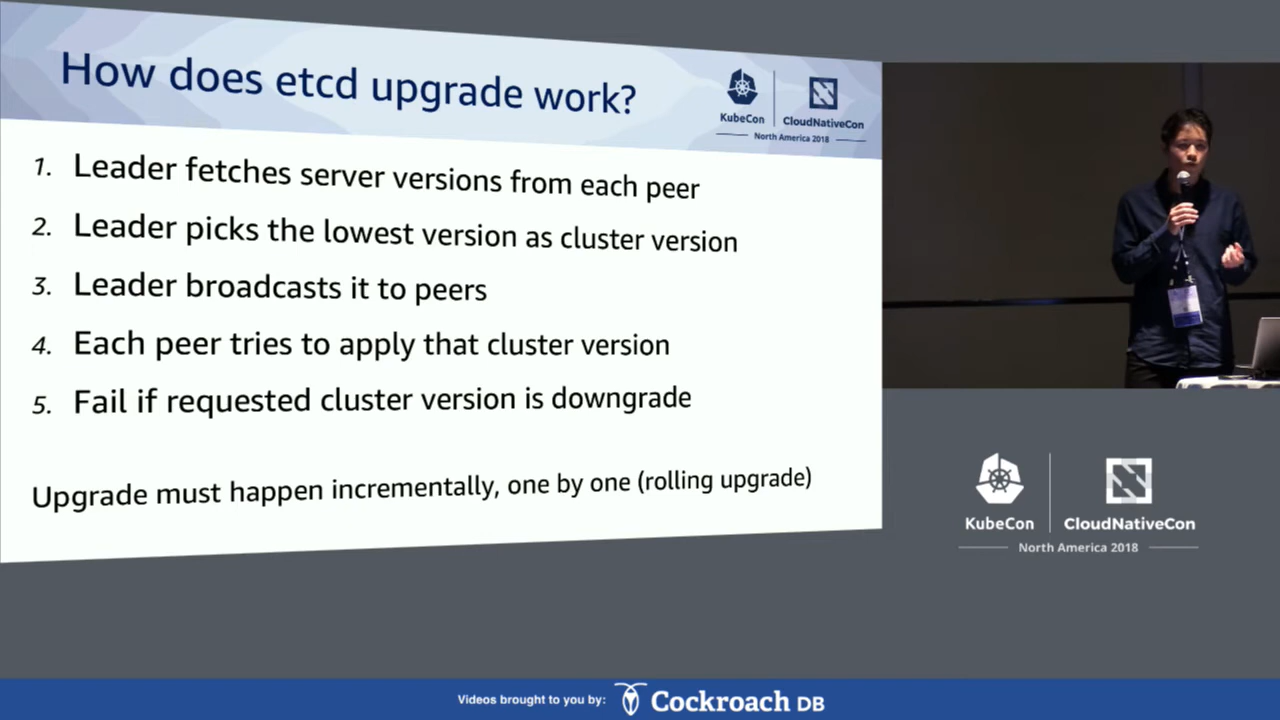 How does etcd upgrade work?
KubeCon
CloudNativeCon
North America 2018
1. Leader fetches server versions from each peer
2. Leader picks the lowest version as cluster version
3. Leader broadcasts it to peers
4. Each peer tries to apply that cluster version
5. Fail if requested cluster version is downgrade
Upgrade must happen incrementally, one by one (rolling upgrade)
KubeCon
CloudNativeCon
North America 2018
Videos brought to you by: Cockroach DB